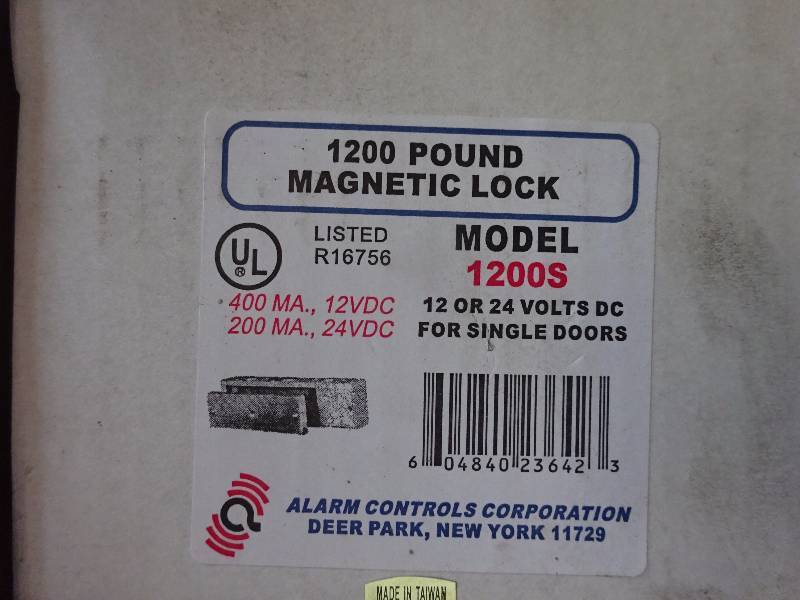 1200 POUND
MAGNETIC LOCK
UL ®
LISTED
R16756
MODEL
1200S
400 MA., 12VDC
200 MA., 24VDC
12 OR 24 VOLTS DC
FOR SINGLE DOORS
6 04840 23642 3
ALARM CONTROLS CORPORATION
DEER PARK, NEW YORK 11729
MADE IN TAIWAN